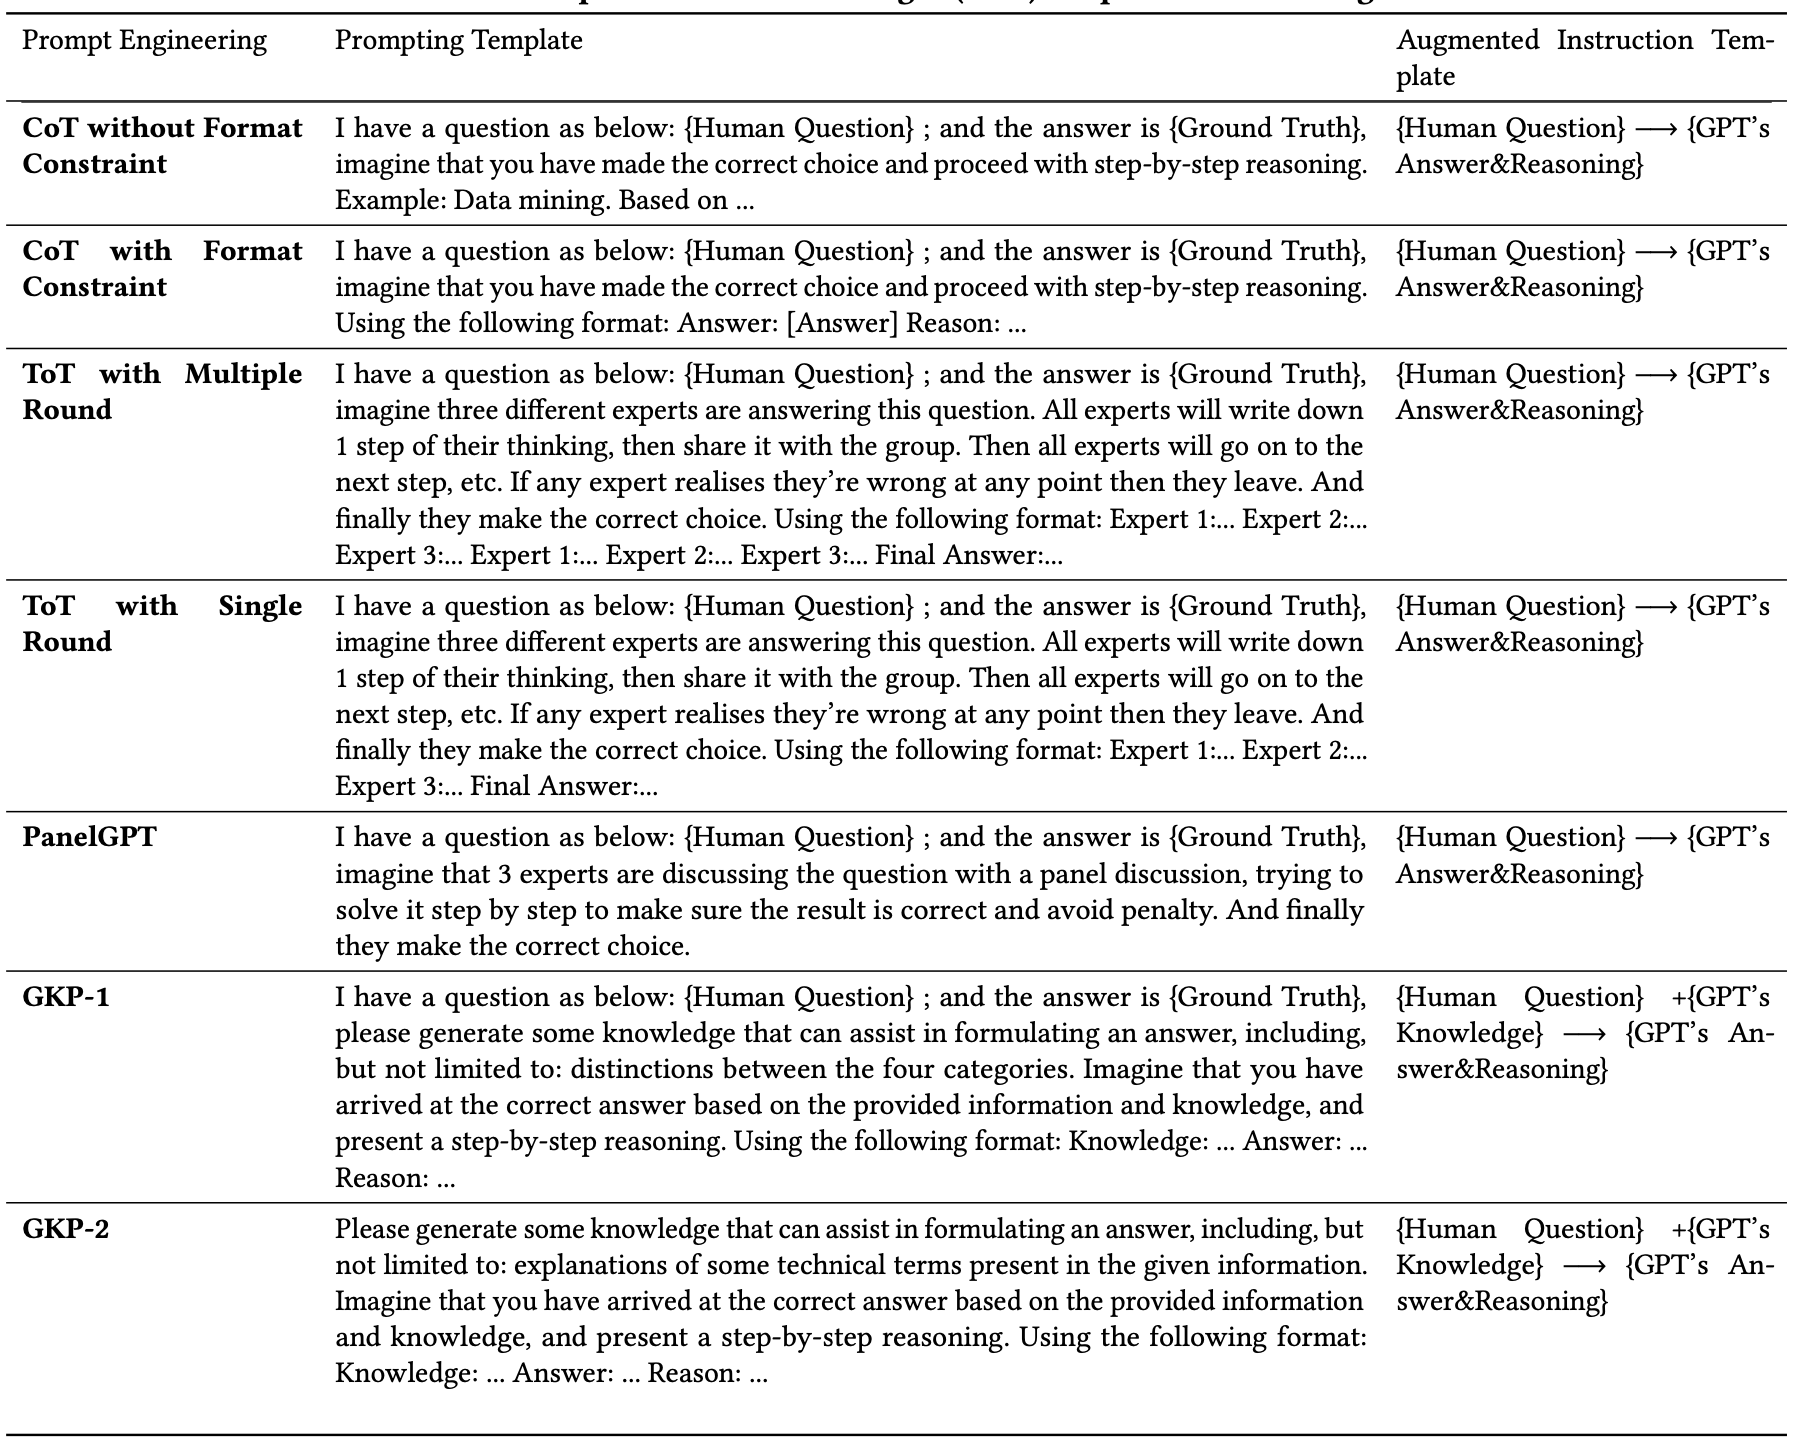 Prompt Engineering
Prompting Template
Augmented Instruction Tem-
plate
CoT without Format
Constraint
I have a question as below: {Human Question} ; and the answer is {Ground Truth},
imagine that you have made the correct choice and proceed with step-by-step reasoning.
Example: Data mining. Based on ...
{Human Question} ⟶ {GPT’s
Answer&Reasoning}
CoT with Format
Constraint
I have a question as below: {Human Question} ; and the answer is {Ground Truth},
imagine that you have made the correct choice and proceed with step-by-step reasoning.
Using the following format: Answer: [Answer] Reason: ...
{Human Question} ⟶ {GPT’s
Answer&Reasoning}
ToT with Multiple
Round
I have a question as below: {Human Question} ; and the answer is {Ground Truth},
imagine three different experts are answering this question. All experts will write down
1 step of their thinking, then share it with the group. Then all experts will go on to the
next step, etc. If any expert realises they’re wrong at any point then they leave. And
finally they make the correct choice. Using the following format: Expert 1:... Expert 2:...
Expert 3:... Expert 1:... Expert 2:... Expert 3:... Final Answer:...
{Human Question} ⟶ {GPT’s
Answer&Reasoning}
ToT with Single
Round
I have a question as below: {Human Question} ; and the answer is {Ground Truth},
imagine three different experts are answering this question. All experts will write down
1 step of their thinking, then share it with the group. Then all experts will go on to the
next step, etc. If any expert realises they’re wrong at any point then they leave. And
finally they make the correct choice. Using the following format: Expert 1:... Expert 2:...
Expert 3:... Final Answer:...
{Human Question} ⟶ {GPT’s
Answer&Reasoning}
PanelGPT
I have a question as below: {Human Question} ; and the answer is {Ground Truth},
imagine that 3 experts are discussing the question with a panel discussion, trying to
solve it step by step to make sure the result is correct and avoid penalty. And finally
they make the correct choice.
{Human Question} ⟶ {GPT’s
Answer&Reasoning}
GKP-1
I have a question as below: {Human Question} ; and the answer is {Ground Truth},
please generate some knowledge that can assist in formulating an answer, including,
but not limited to: distinctions between the four categories. Imagine that you have
arrived at the correct answer based on the provided information and knowledge, and
present a step-by-step reasoning. Using the following format: Knowledge: ... Answer: ...
Reason: ...
{Human Question} +{GPT’s
Knowledge} ⟶ {GPT’s An-
swer&Reasoning}
GKP-2
Please generate some knowledge that can assist in formulating an answer, including, but
not limited to: explanations of some technical terms present in the given information.
Imagine that you have arrived at the correct answer based on the provided information
and knowledge, and present a step-by-step reasoning. Using the following format:
Knowledge: ... Answer: ... Reason: ...
{Human Question} +{GPT’s
Knowledge} ⟶ {GPT’s An-
swer&Reasoning}